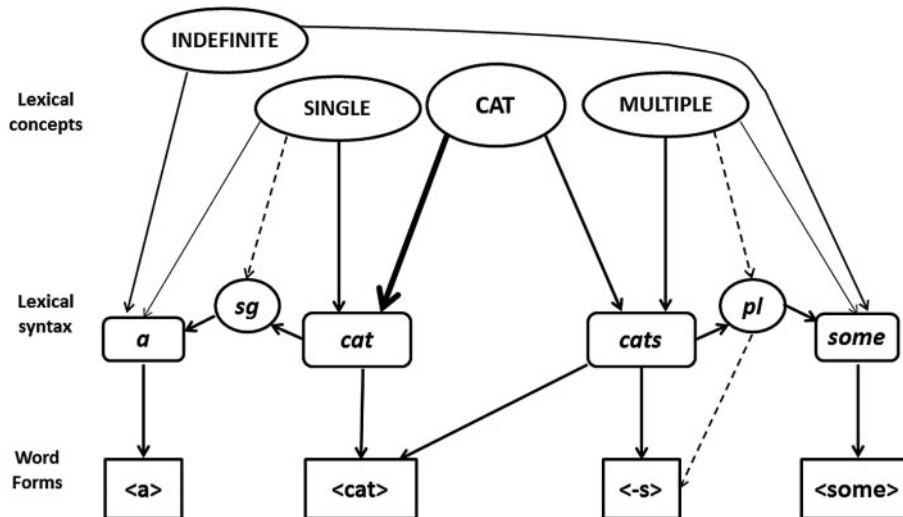 INDEFINITE
Lexical
concepts
SINGLE
CAT
MULTIPLE
Lexical
syntax
a
sg
cat
cats
pl
some
Word
Forms
<a>
<cat>
<-s>
<some>